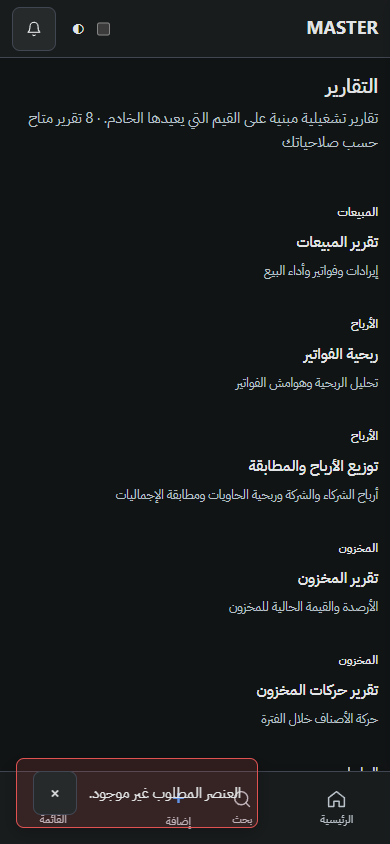 MASTER
التقارير
تقارير تشغيلية مبنية على القيم التي يعيدها الخادم. · 8 تقرير متاح
حسب صلاحياتك
المبيعات
تقرير المبيعات
إيرادات وفواتير وأداء البيع
الأرباح
ربحية الفواتير
تحليل الربحية وهوامش الفواتير
الأرباح
توزيع الأرباح والمطابقة
أرباح الشركاء والشركة وربحية الحاويات ومطابقة الإجماليات
المخزون
تقرير المخزون
الأرصدة والقيمة الحالية للمخزون
المخزون
تقرير حركات المخزون
حركة الأصناف خلال الفترة
العنصر المطلوب غير موجود.
×
الرئيسية
بحث
إضافة
القائمة